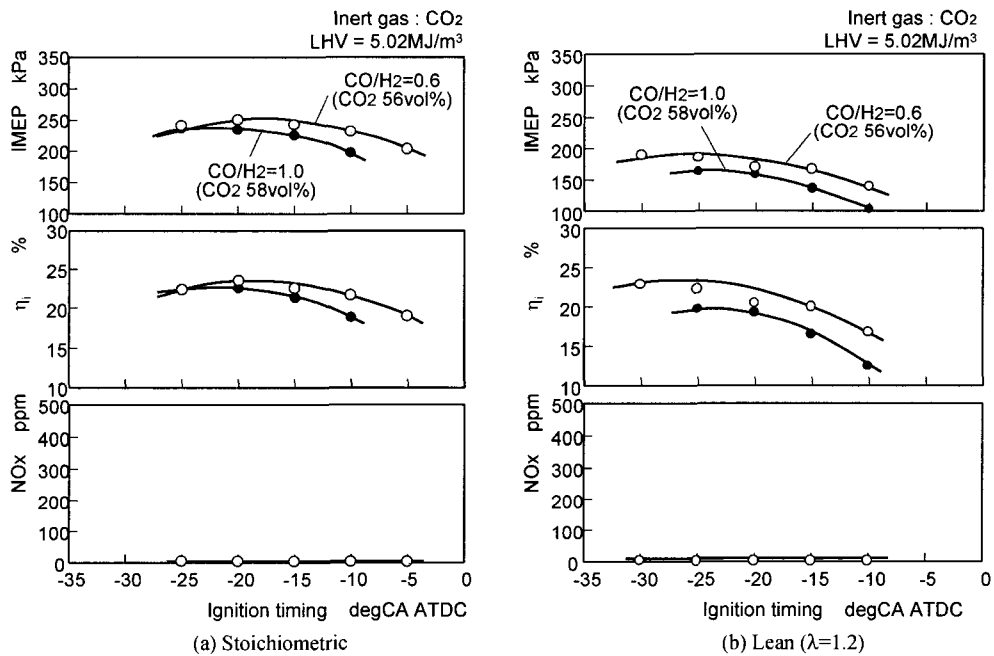 Inert gas : CO2
LHV = 5.02MJ/m3
IMEP kPa
350
300
250
200
150
100
CO/H2=0.6
(CO2 56vol%)
CO/H2=1.0
(CO2 58vol%)
ηi %
30
25
20
15
10
NOx ppm
500
400
300
200
100
0
-35 -30 -25 -20 -15 -10 -5 0
Ignition timing degCA ATDC
(a) Stoichiometric
Inert gas : CO2
LHV = 5.02MJ/m3
IMEP kPa
350
300
250
200
150
100
CO/H2=1.0
(CO2 58vol%)
CO/H2=0.6
(CO2 56vol%)
ηi %
30
25
20
15
10
NOx ppm
500
400
300
200
100
0
-35 -30 -25 -20 -15 -10 -5 0
Ignition timing degCA ATDC
(b) Lean (λ=1.2)